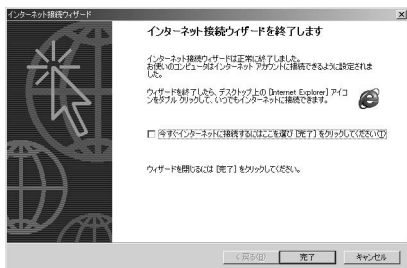 インターネット接続ウィザード
インターネット接続ウィザードを終了します
インターネット接続ウィザードは正常に終了しました。
お使いのコンピュータはインターネット アカウントに接続できるように設定されま
した。
ウィザードを終了したら、デスクトップ上の [Internet Explorer] アイコ
ンをダブル クリックして、いつでもインターネットに接続できます。
今すぐインターネットに接続するにはここを選び [完了] をクリックしてください(T)
ウィザードを閉じるには [完了] をクリックしてください。
< 戻る(B)
完了
キャンセル